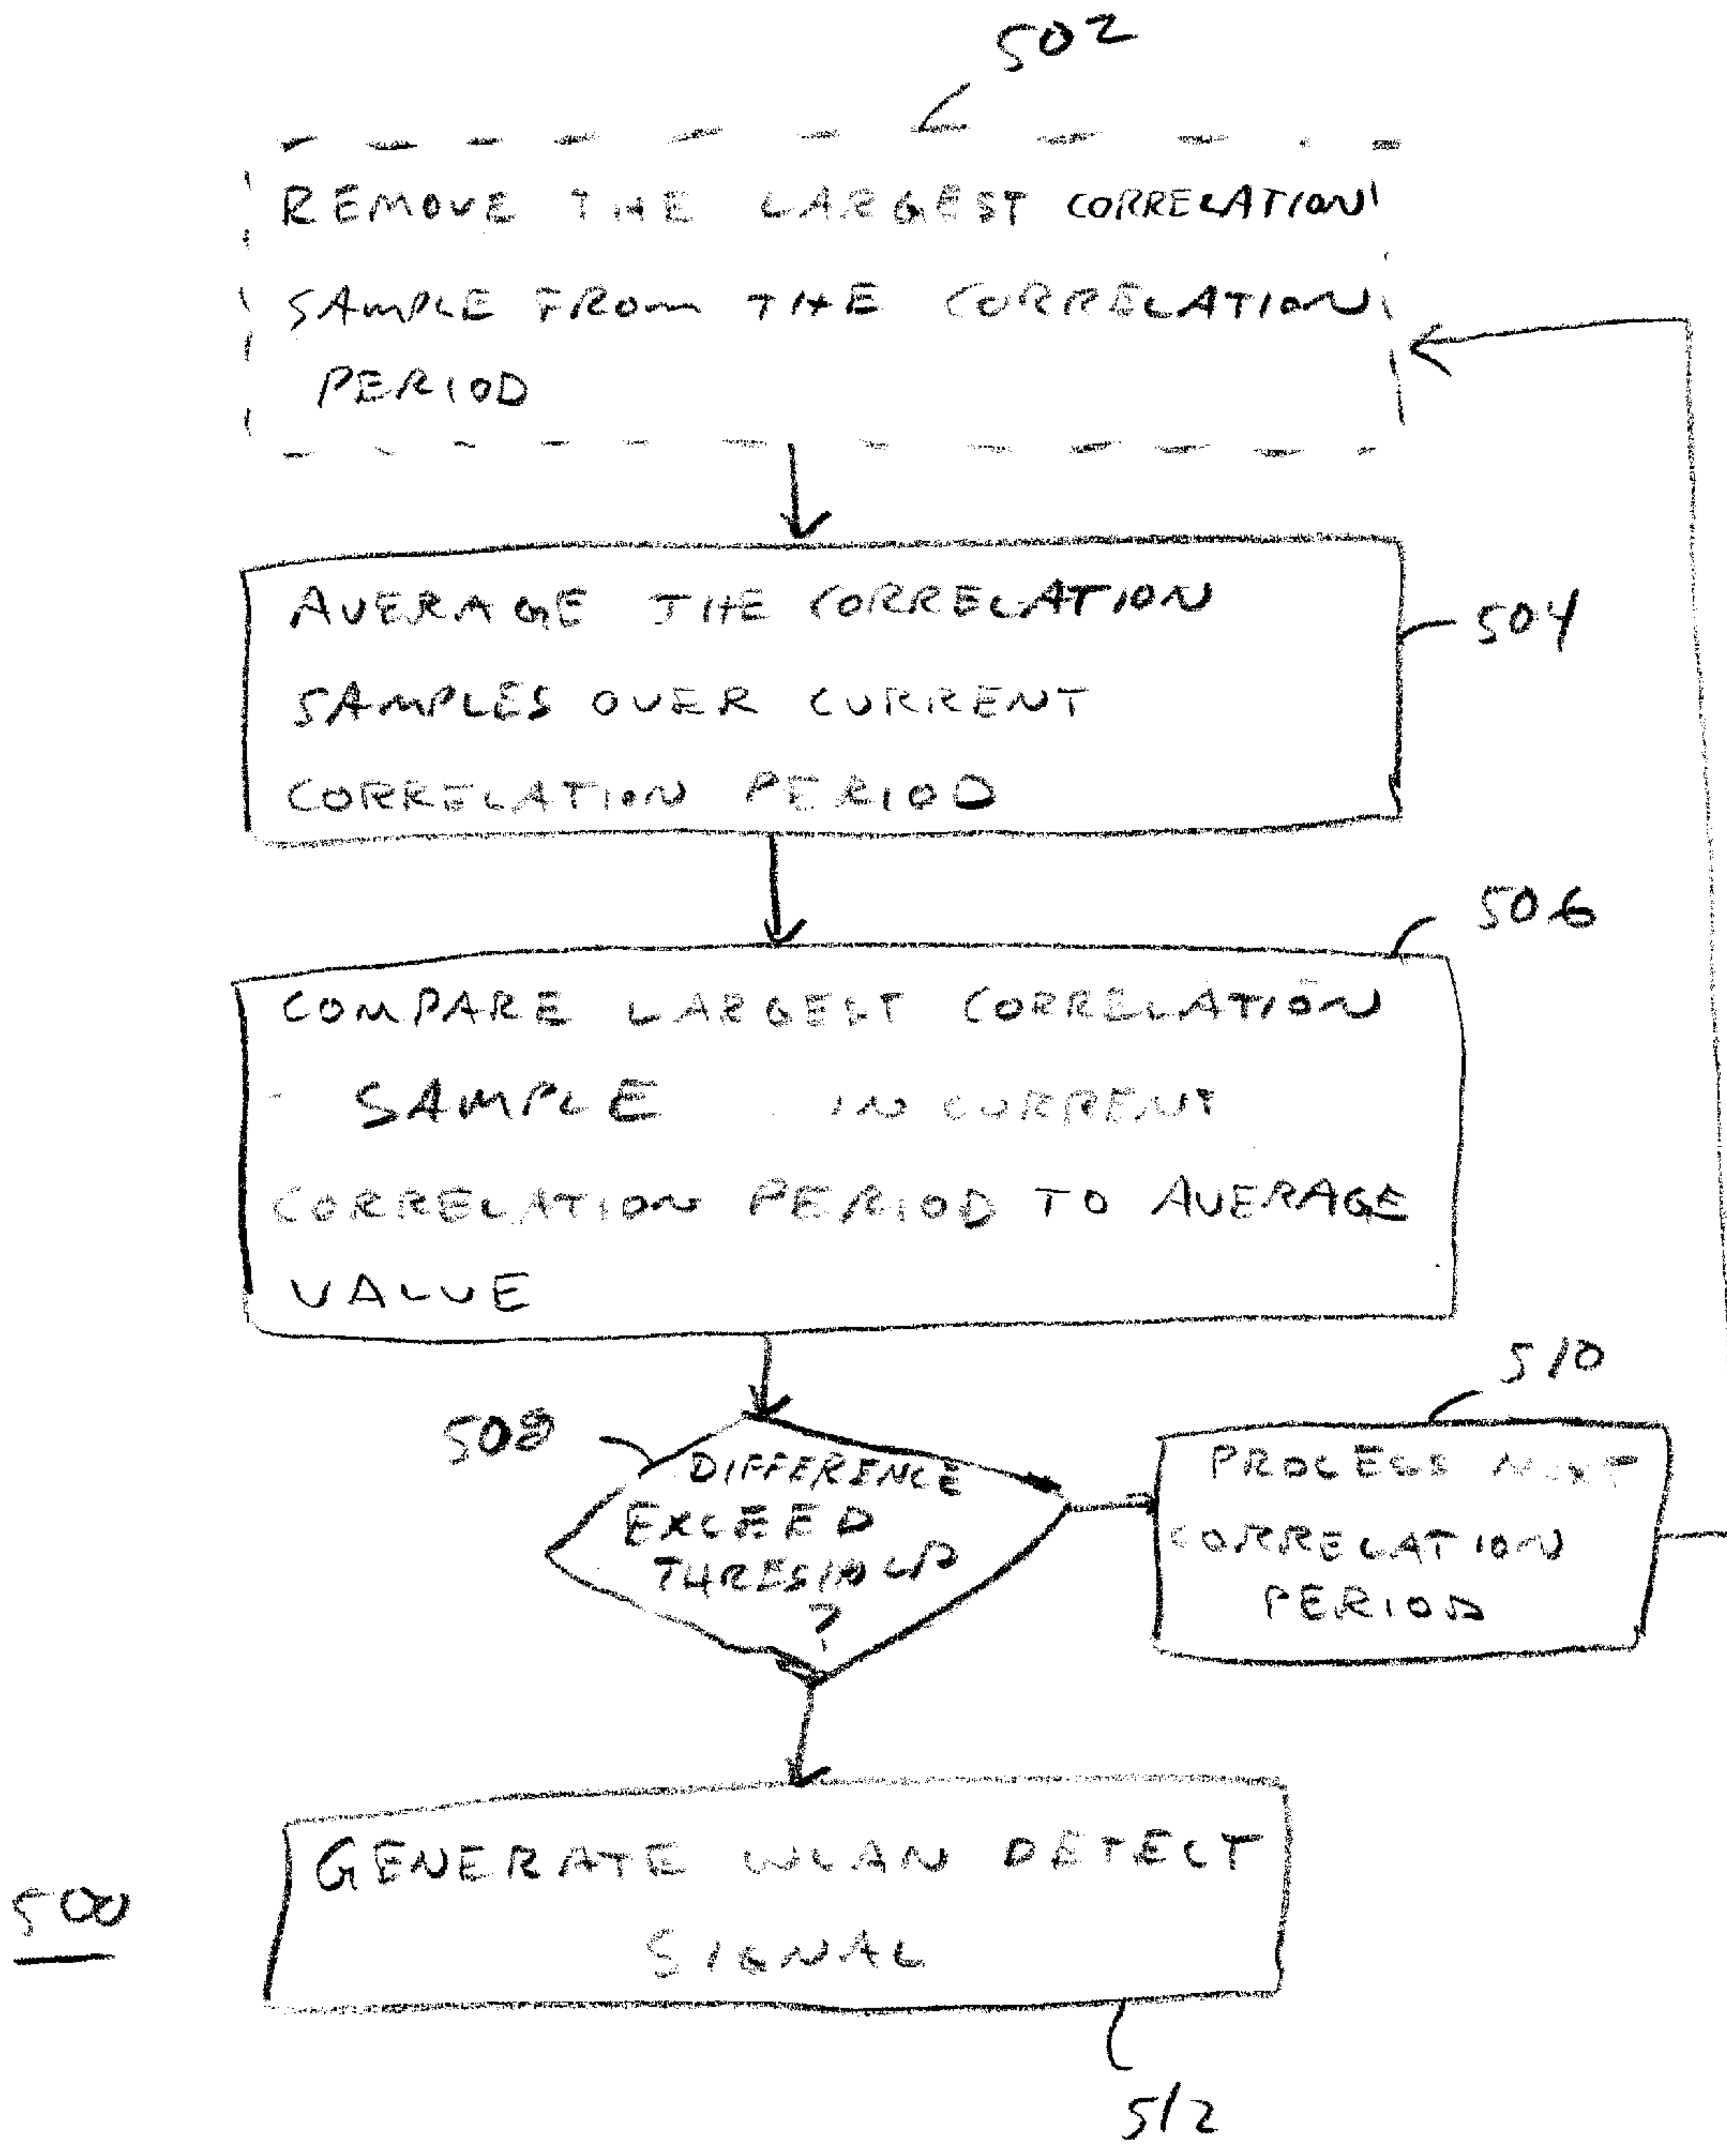 502
REMOVE THE LARGEST CORRELATION
SAMPLE FROM THE CORRELATION
PERIOD
AVERAGE THE CORRELATION
504
SAMPLES OVER CURRENT
CORRELATION PERIOD
506
COMPARE LARGEST CORRELATION
SAMPLE IN CURRENT
CORRELATION PERIOD TO AVERAGE
VALUE
510
508
DIFFERENCE
EXCEED
THRESHOLD
?
PROCESS NEXT
CORRELATION
PERIOD
GENERATE WLAN DETECT
SIGNAL
500
512